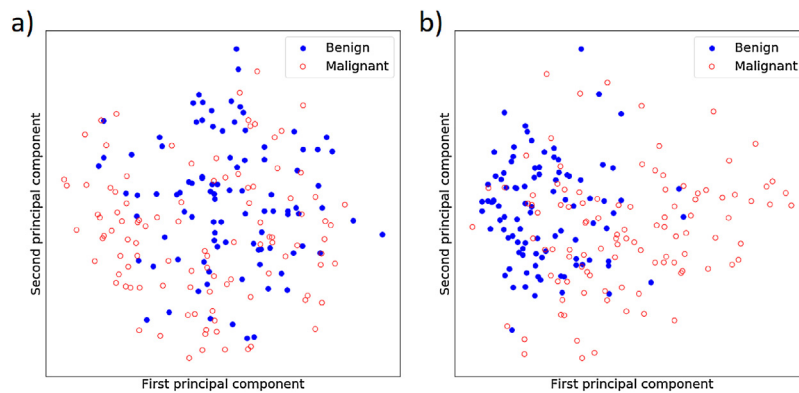 a)
Benign
Malignant
Second principal component
First principal component
b)
Benign
Malignant
Second principal component
First principal component